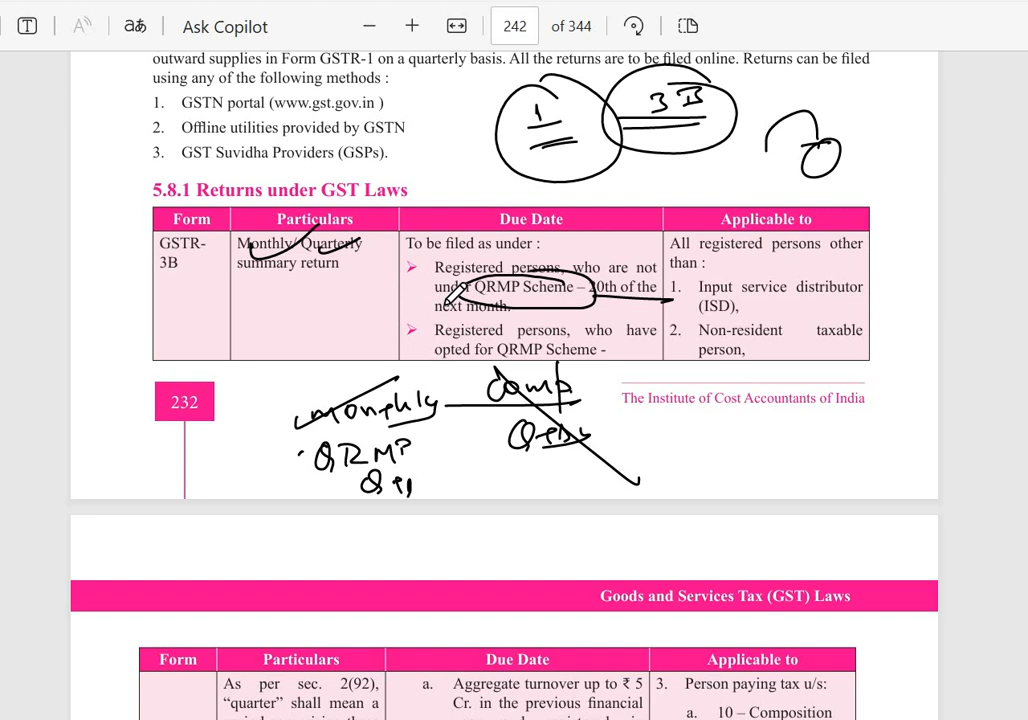 Ask Copilot
242 of 344
outward supplies in Form GSTR-1 on a quarterly basis. All the returns are to be filed online. Returns can be filed
using any of the following methods :
1. GSTN portal (www.gst.gov.in )
2. Offline utilities provided by GSTN
3. GST Suvidha Providers (GSPs).
1
3 B
5.8.1 Returns under GST Laws
Form Particulars Due Date Applicable to
GSTR-
3B
Monthly/ Quarterly
summary return
To be filed as under :
➢ Registered persons, who are not
under QRMP Scheme – 20th of the
next month.
➢ Registered persons, who have
opted for QRMP Scheme -
All registered persons other
than :
1. Input service distributor
(ISD),
2. Non-resident taxable
person,
232
The Institute of Cost Accountants of India
Monthly
Comp
QRMP
Goods and Services Tax (GST) Laws
Form Particulars Due Date Applicable to
As per sec. 2(92),
“quarter” shall mean a
a. Aggregate turnover up to ₹ 5
Cr. in the previous financial
3. Person paying tax u/s:
a. 10 – Composition